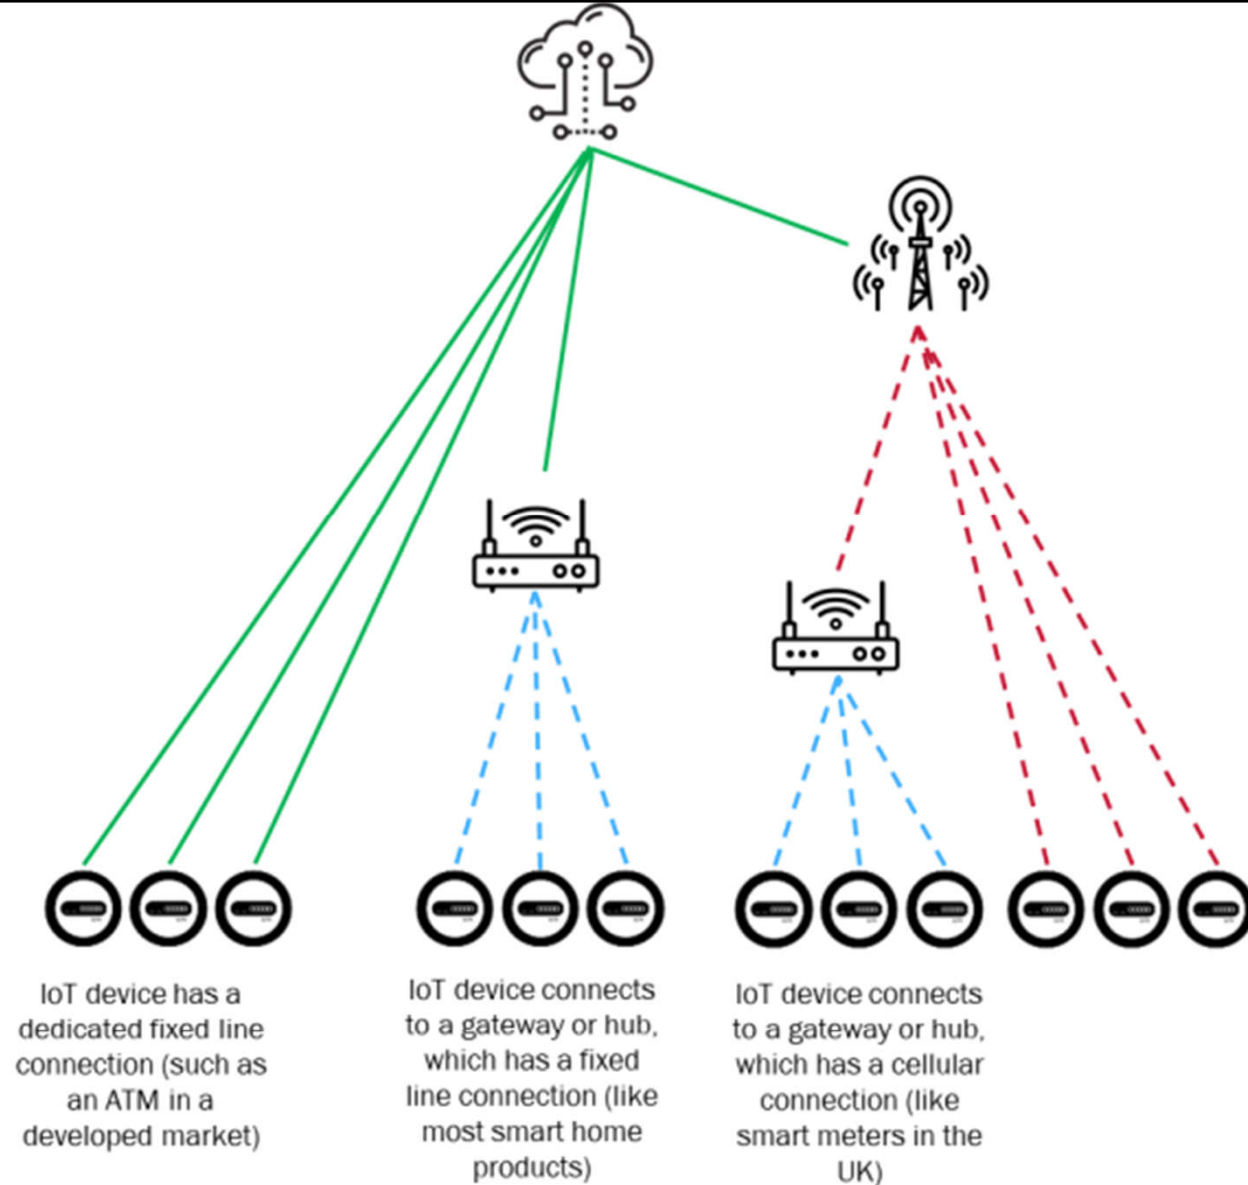 IoT device has a
dedicated fixed line
connection (such as
an ATM in a
developed market)
IoT device connects
to a gateway or hub,
which has a fixed
line connection (like
most smart home
products)
IoT device connects
to a gateway or hub,
which has a cellular
connection (like
smart meters in the
UK)